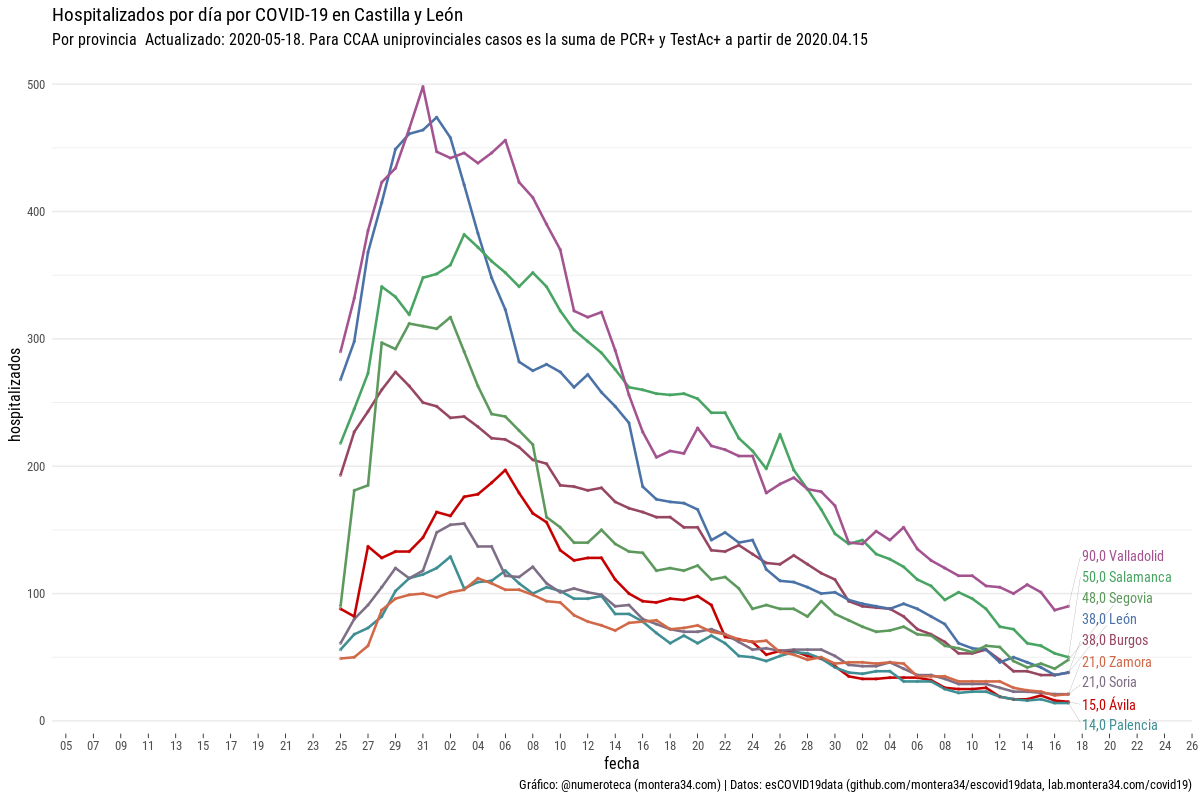 Hospitalizados por día por COVID-19 en Castilla y León
Por provincia  Actualizado: 2020-05-18. Para CCAA uniprovinciales casos es la suma de PCR+ y TestAc+ a partir de 2020.04.15
500
400
300
200
100
0
hospitalizados
90,0 Valladolid
50,0 Salamanca
48,0 Segovia
38,0 León
38,0 Burgos
21,0 Zamora
21,0 Soria
15,0 Ávila
14,0 Palencia
05 07 09 11 13 15 17 19 21 23 25 27 29 31 02 04 06 08 10 12 14 16 18 20 22 24 26 28 30 02 04 06 08 10 12 14 16 18 20 22 24 26
fecha
Gráfico: @numeroteca (montera34.com) | Datos: esCOVID19data (github.com/montera34/escovid19data, lab.montera34.com/covid19)